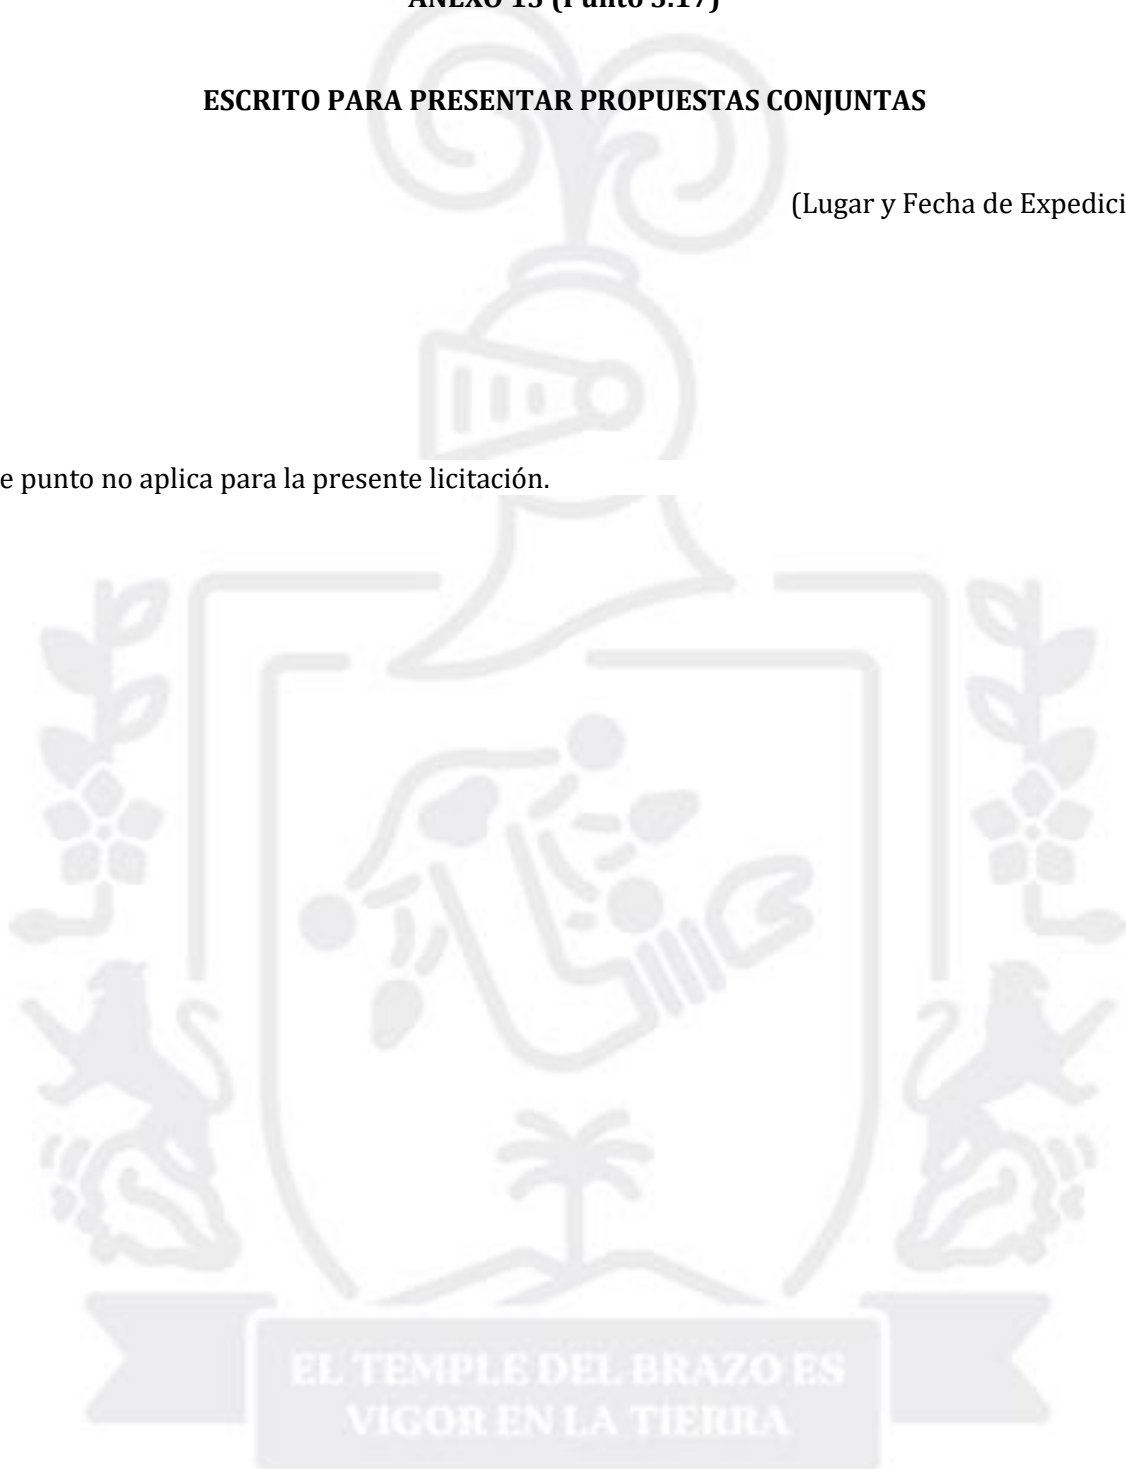 ANEXO 13 (Punto 3.17)
ESCRITO PARA PRESENTAR PROPUESTAS CONJUNTAS
(Lugar y Fecha de Expedici
e punto no aplica para la presente licitación.
EL TEMPLE DEL BRAZO ES
VIGOR EN LA TIERRA